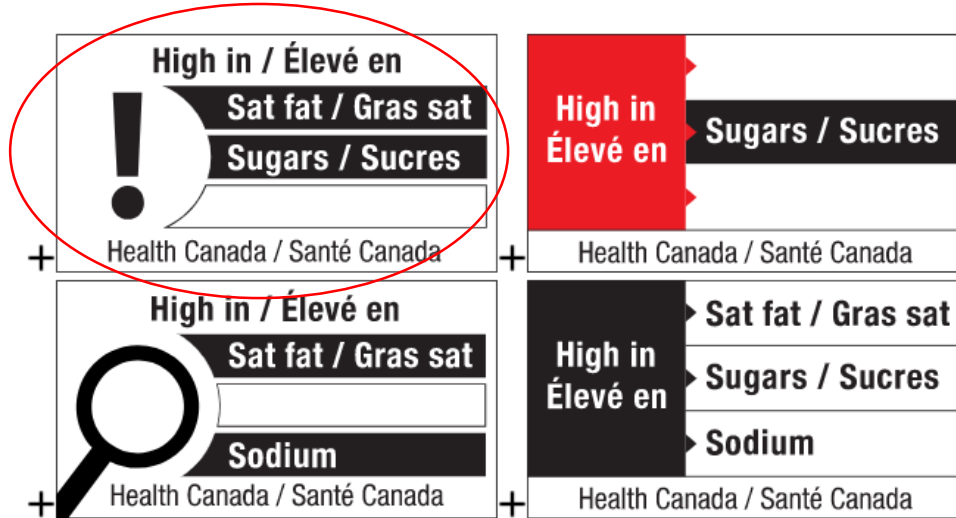 High in / Élevé en
Sat fat / Gras sat
Sugars / Sucres
Health Canada / Santé Canada
High in
Élevé en
Sugars / Sucres
Health Canada / Santé Canada
High in / Élevé en
Sat fat / Gras sat
Sodium
Health Canada / Santé Canada
High in
Élevé en
Sat fat / Gras sat
Sugars / Sucres
Sodium
Health Canada / Santé Canada